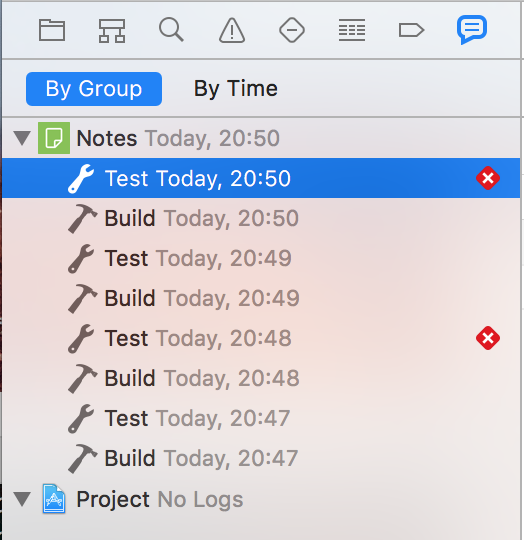 By Group By Time
Notes Today, 20:50
Test Today, 20:50
Build Today, 20:50
Test Today, 20:49
Build Today, 20:49
Test Today, 20:48
Build Today, 20:48
Test Today, 20:47
Build Today, 20:47
Project No Logs